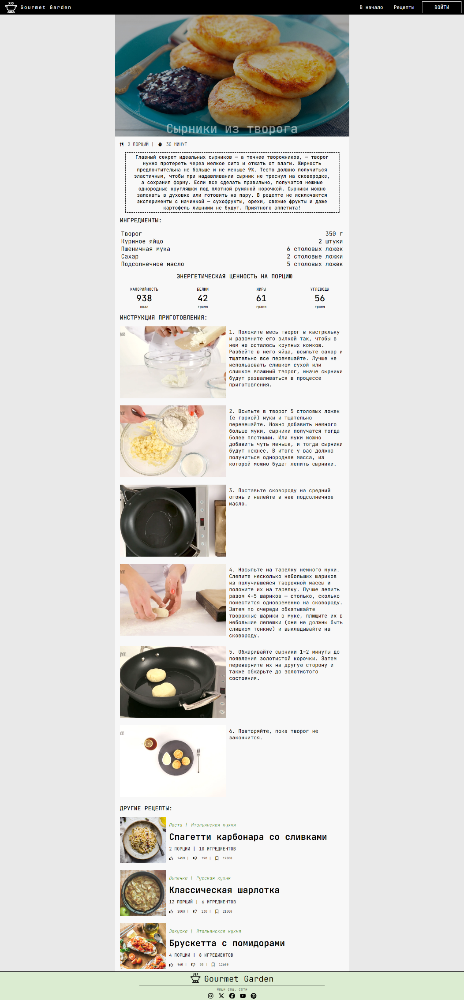 Gourmet Garden
В начало Рецепты ВОЙТИ
Сырники из творога
2 ПОРЦИЙ | 30 МИНУТ
Главный секрет идеальных сырников — а точнее творожников, — творог
нужно протереть через мелкое сито и отжать от влаги. Жирность
предпочтительна не больше и не меньше 9%. Тесто должно получиться
эластичным, чтобы при надавливании сырник не треснул на сковородке,
а сохранил форму. Если все сделать правильно, получатся нежные
однородные кругляшки под плотной румяной корочкой. Сырники можно
запекать в духовке или готовить на пару. В рецепте не исключаются
эксперименты с начинкой — сухофрукты, орехи, свежие фрукты и даже
картофель лишними не будут. Приятного аппетита!
ИНГРЕДИЕНТЫ:
Творог 350 г
Куриное яйцо 2 штуки
Пшеничная мука 6 столовых ложек
Сахар 2 столовые ложки
Подсолнечное масло 5 столовых ложек
ЭНЕРГЕТИЧЕСКАЯ ЦЕННОСТЬ НА ПОРЦИЮ
КАЛОРИЙНОСТЬ БЕЛКИ ЖИРЫ УГЛЕВОДЫ
938 42 61 56
ккал грамм грамм грамм
ИНСТРУКЦИЯ ПРИГОТОВЛЕНИЯ:
1. Положите весь творог в кастрюльку
и разомните его вилкой так, чтобы в
нем не осталось крупных комков.
Разбейте в него яйца, всыпьте сахар и
тщательно все перемешайте. Лучше не
использовать слишком сухой или
слишком влажный творог, иначе сырники
будут разваливаться в процессе
приготовления.
2. Всыпьте в творог 5 столовых ложек
(с горкой) муки и тщательно
перемешайте. Можно добавить немного
больше муки, сырники получатся тогда
более плотными. Или муки можно
добавить чуть меньше, и тогда сырники
будут нежнее. В итоге у вас должна
получиться однородная масса, из
которой можно будет лепить сырники.
3. Поставьте сковороду на средний
огонь и налейте в нее подсолнечное
масло.
4. Насыпьте на тарелку немного муки.
Слепите несколько небольших шариков
из получившейся творожной массы и
положите их на тарелку. Лучше лепить
разом 4–5 шариков — столько, сколько
поместится одновременно на сковороду.
Затем по очереди обкатывайте
творожные шарики в муке, плющите их в
небольшие лепешки (они не должны быть
слишком тонкие) и выкладывайте на
сковороду.
5. Обжаривайте сырники 1–2 минуты до
появления золотистой корочки. Затем
переверните их на другую сторону и
также обжарьте до золотистого
состояния.
6. Повторяйте, пока творог не
закончится.
ДРУГИЕ РЕЦЕПТЫ:
Паста | Итальянская кухня
Спагетти карбонара со сливками
2 ПОРЦИИ | 10 ИГРЕДИЕНТОВ
2450 | 190 | 19800
Выпечка | Русская кухня
Классическая шарлотка
12 ПОРЦИЙ | 6 ИГРЕДИЕНТОВ
2000 | 130 | 21000
Закуска | Итальянская кухня
Брускетта с помидорами
4 ПОРЦИИ | 8 ИГРЕДИЕНТОВ
960 | 50 | 12600
Gourmet Garden
Наши соц. сети